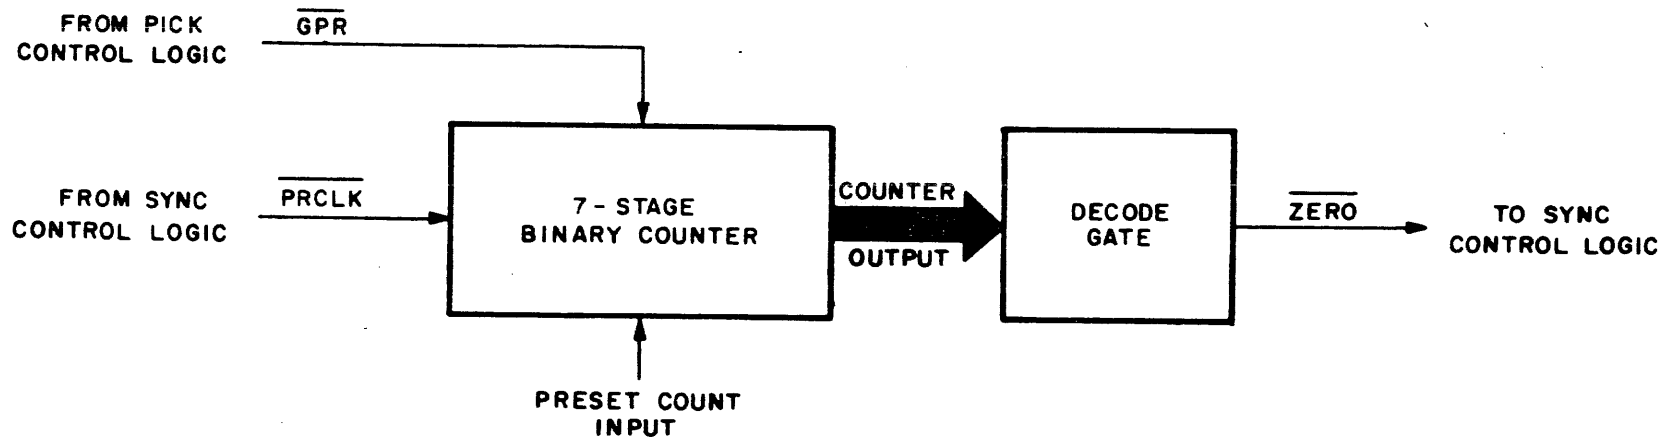 FROM PICK
CONTROL LOGIC
GPR
FROM SYNC
CONTROL LOGIC
PRCLK
7-STAGE
BINARY COUNTER
COUNTER
OUTPUT
DECODE
GATE
ZERO
TO SYNC
CONTROL LOGIC
PRESET COUNT
INPUT